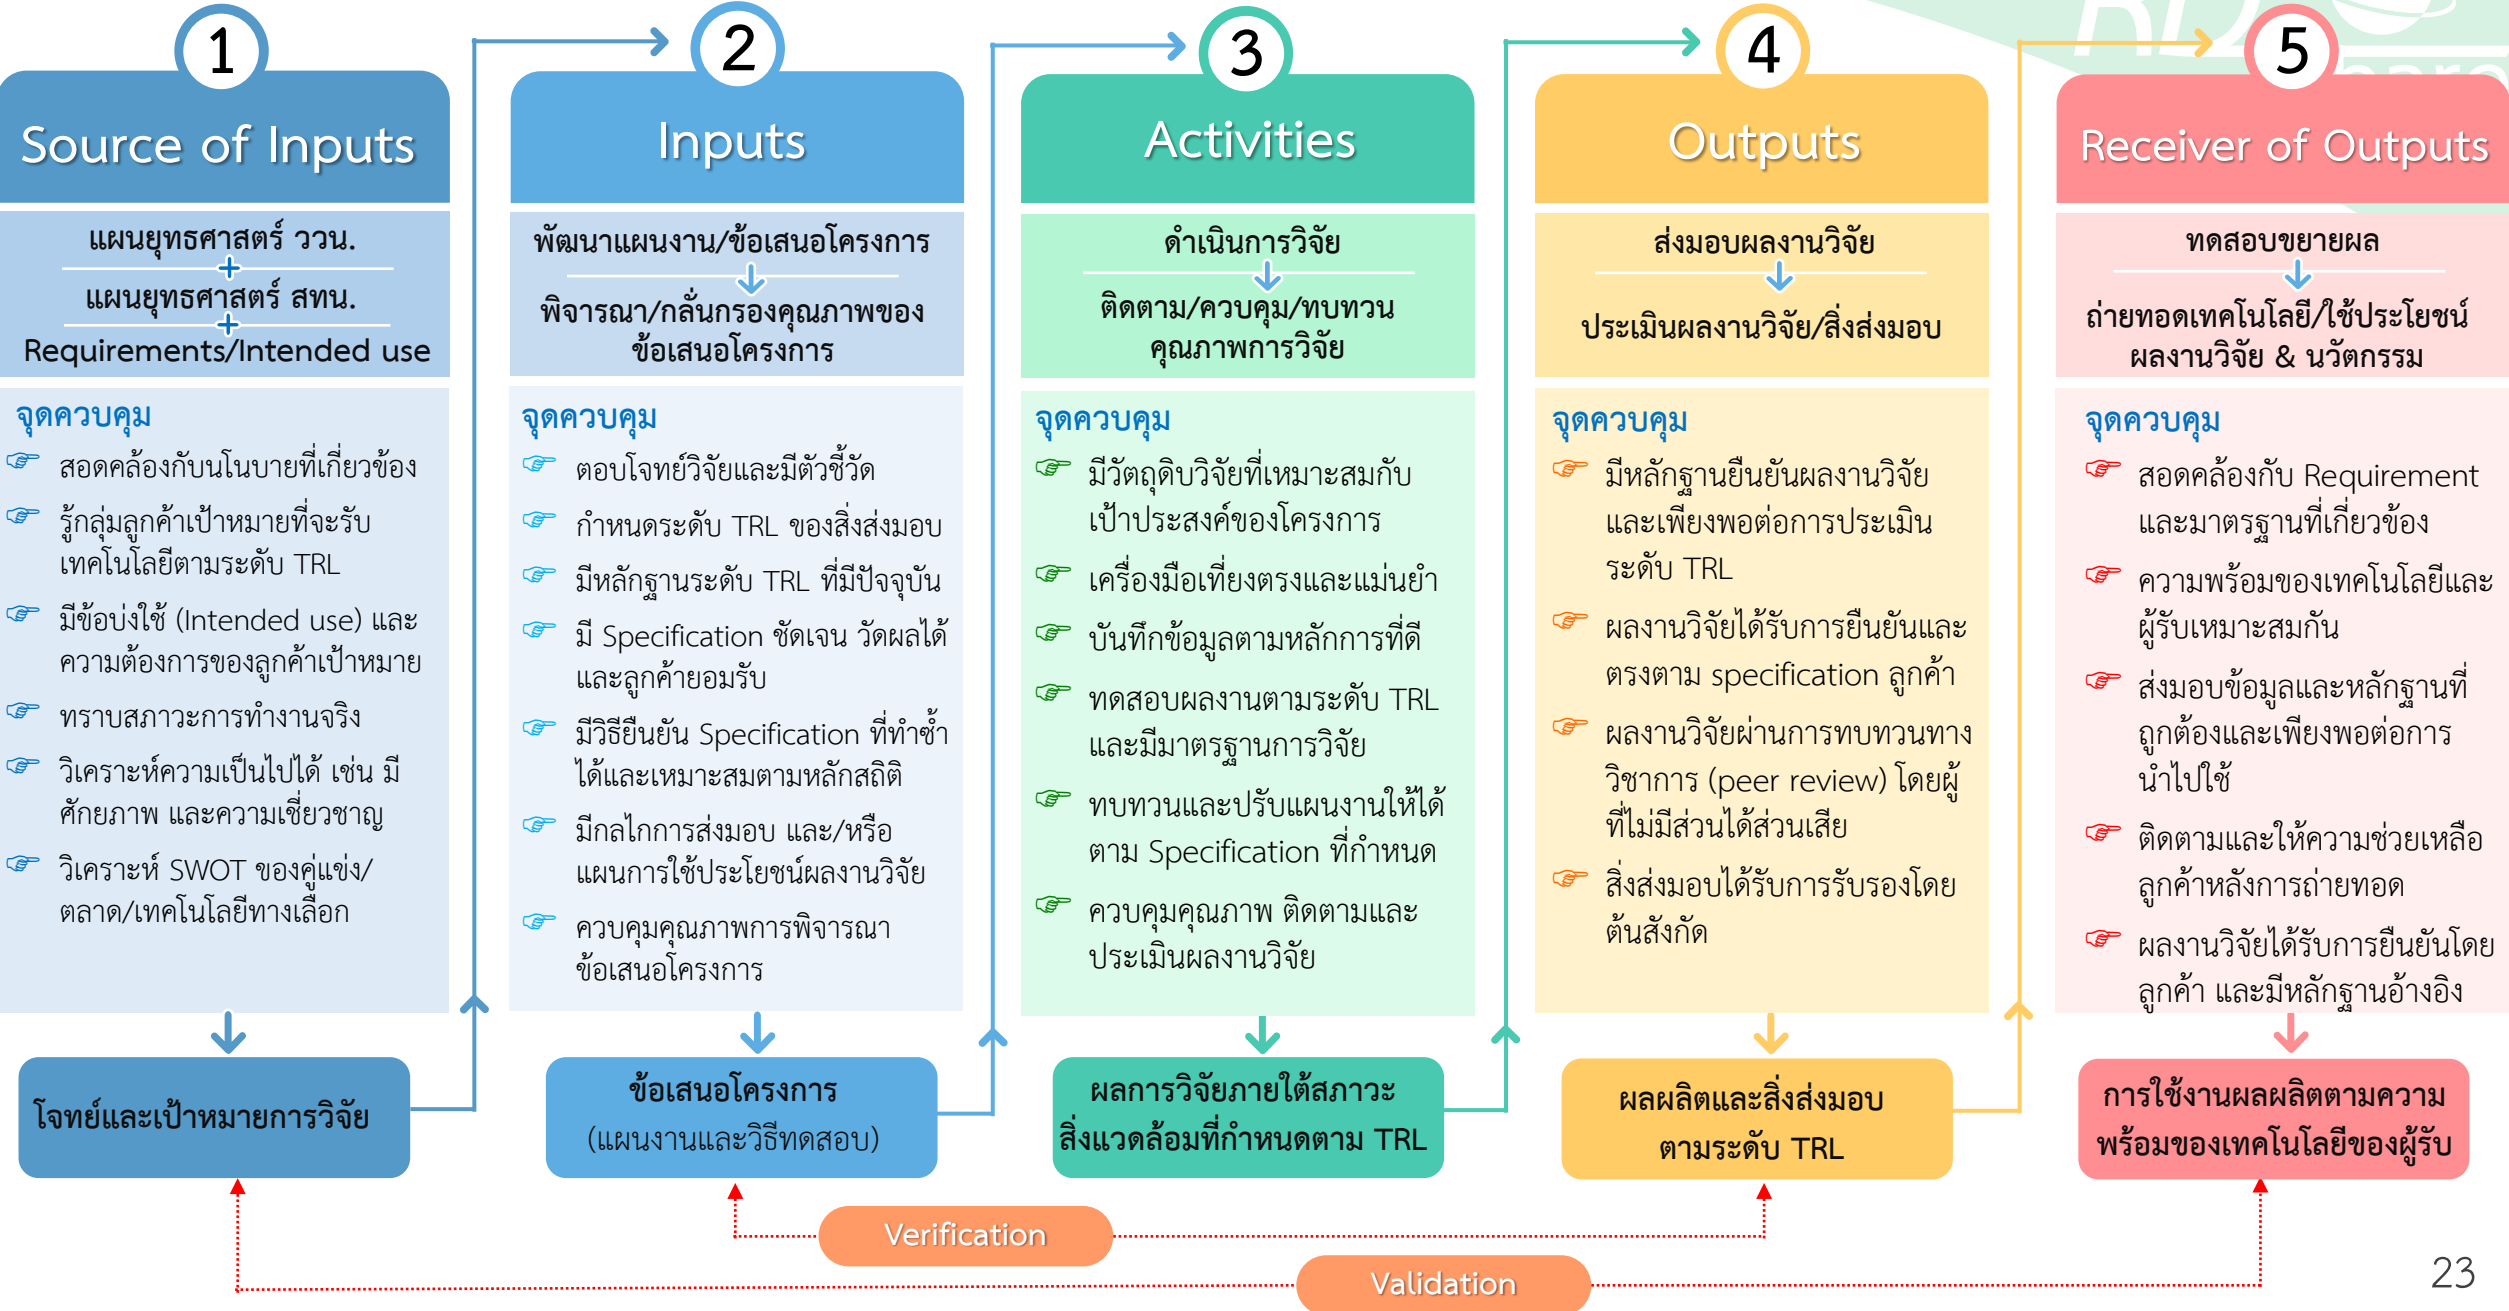 1
Source of Inputs
แผนยุทธศาสตร์ ววน.
+
แผนยุทธศาสตร์ สทน.
+
Requirements/Intended use
จุดควบคุม
สอดคล้องกับนโนบายที่เกี่ยวข้อง
รู้กลุ่มลูกค้าเป้าหมายที่จะรับ
เทคโนโลยีตามระดับ TRL
มีข้อบ่งใช้ (Intended use) และ
ความต้องการของลูกค้าเป้าหมาย
ทราบสภาวะการทำงานจริง
วิเคราะห์ความเป็นไปได้ เช่น มี
ศักยภาพ และความเชี่ยวชาญ
วิเคราะห์ SWOT ของคู่แข่ง/
ตลาด/เทคโนโลยีทางเลือก
โจทย์และเป้าหมายการวิจัย
2
Inputs
พัฒนาแผนงาน/ข้อเสนอโครงการ
พิจารณา/กลั่นกรองคุณภาพของ
ข้อเสนอโครงการ
จุดควบคุม
ตอบโจทย์วิจัยและมีตัวชี้วัด
กำหนดระดับ TRL ของสิ่งส่งมอบ
มีหลักฐานระดับ TRL ที่มีปัจจุบัน
มี Specification ชัดเจน วัดผลได้
และลูกค้ายอมรับ
มีวิธียืนยัน Specification ที่ทำซ้ำ
ได้และเหมาะสมตามหลักสถิติ
มีกลไกการส่งมอบ และ/หรือ
แผนการใช้ประโยชน์ผลงานวิจัย
ควบคุมคุณภาพการพิจารณา
ข้อเสนอโครงการ
ข้อเสนอโครงการ
(แผนงานและวิธีทดสอบ)
3
Activities
ดำเนินการวิจัย
ติดตาม/ควบคุม/ทบทวน
คุณภาพการวิจัย
จุดควบคุม
มีวัตถุดิบวิจัยที่เหมาะสมกับ
เป้าประสงค์ของโครงการ
เครื่องมือเที่ยงตรงและแม่นยำ
บันทึกข้อมูลตามหลักการที่ดี
ทดสอบผลงานตามระดับ TRL
และมีมาตรฐานการวิจัย
ทบทวนและปรับแผนงานให้ได้
ตาม Specification ที่กำหนด
ควบคุมคุณภาพ ติดตามและ
ประเมินผลงานวิจัย
ผลการวิจัยภายใต้สภาวะ
สิ่งแวดล้อมที่กำหนดตาม TRL
4
Outputs
ส่งมอบผลงานวิจัย
ประเมินผลงานวิจัย/สิ่งส่งมอบ
จุดควบคุม
มีหลักฐานยืนยันผลงานวิจัย
และเพียงพอต่อการประเมิน
ระดับ TRL
ผลงานวิจัยได้รับการยืนยันและ
ตรงตาม specification ลูกค้า
ผลงานวิจัยผ่านการทบทวนทาง
วิชาการ (peer review) โดยผู้
ที่ไม่มีส่วนได้ส่วนเสีย
สิ่งส่งมอบได้รับการรับรองโดย
ต้นสังกัด
ผลผลิตและสิ่งส่งมอบ
ตามระดับ TRL
5
Receiver of Outputs
ทดสอบขยายผล
ถ่ายทอดเทคโนโลยี/ใช้ประโยชน์
ผลงานวิจัย & นวัตกรรม
จุดควบคุม
สอดคล้องกับ Requirement
และมาตรฐานที่เกี่ยวข้อง
ความพร้อมของเทคโนโลยีและ
ผู้รับเหมาะสมกัน
ส่งมอบข้อมูลและหลักฐานที่
ถูกต้องและเพียงพอต่อการ
นำไปใช้
ติดตามและให้ความช่วยเหลือ
ลูกค้าหลังการถ่ายทอด
ผลงานวิจัยได้รับการยืนยันโดย
ลูกค้า และมีหลักฐานอ้างอิง
การใช้งานผลผลิตตามความ
พร้อมของเทคโนโลยีของผู้รับ
Verification
Validation
23